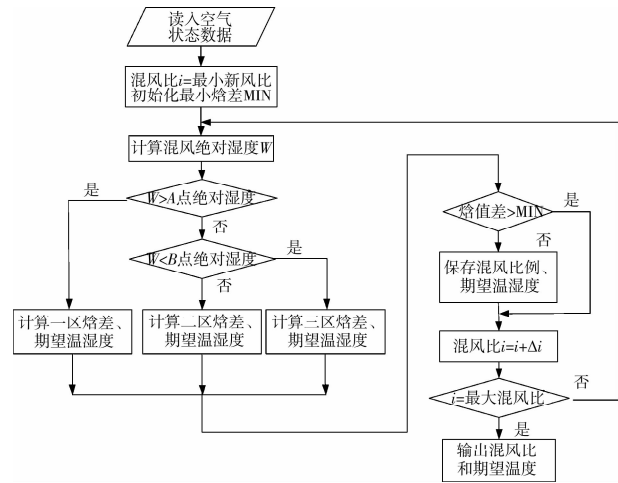 读入空气
状态数据
混风比i=最小新风比
初始化最小焓差MIN
计算混风绝对湿度W
W>A点绝对湿度
是
否
W<B点绝对湿度
是
否
计算一区焓差、
期望温湿度
计算二区焓差、
期望温湿度
计算三区焓差、
期望温湿度
焓值差>MIN
是
否
保存混风比例、
期望温湿度
混风比i=i+Δi
i=最大混风比
否
是
输出混风比
和期望温度